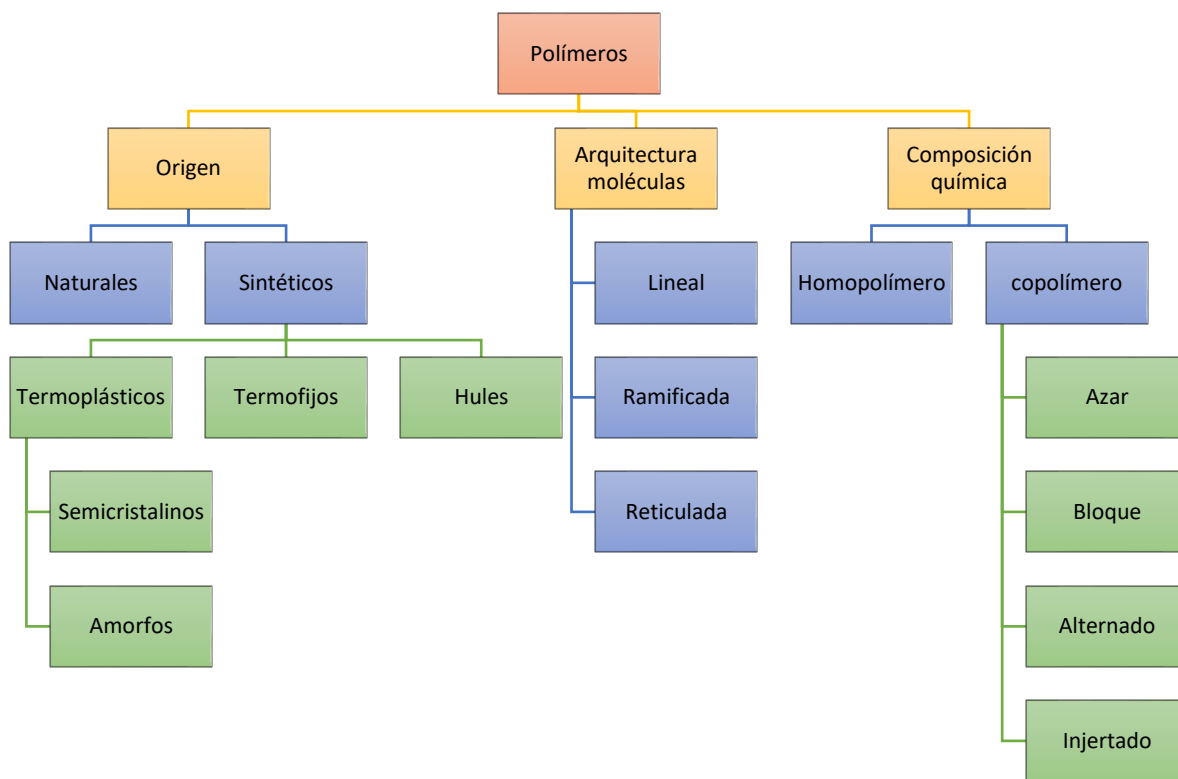 Polímeros
Origen
Arquitectura
moléculas
Composición
química
Naturales
Sintéticos
Lineal
Homopolímero
copolímero
Termoplásticos
Termofijos
Hules
Ramificada
Azar
Semicristalinos
Reticulada
Bloque
Amorfos
Alternado
Injertado